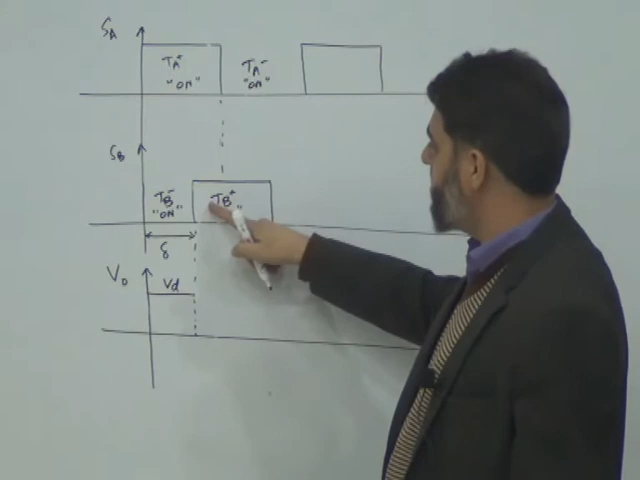 SA
TA+
"ON"
TA-
"ON"
SB
TB-
"ON"
TB+
δ
Vo
Vd